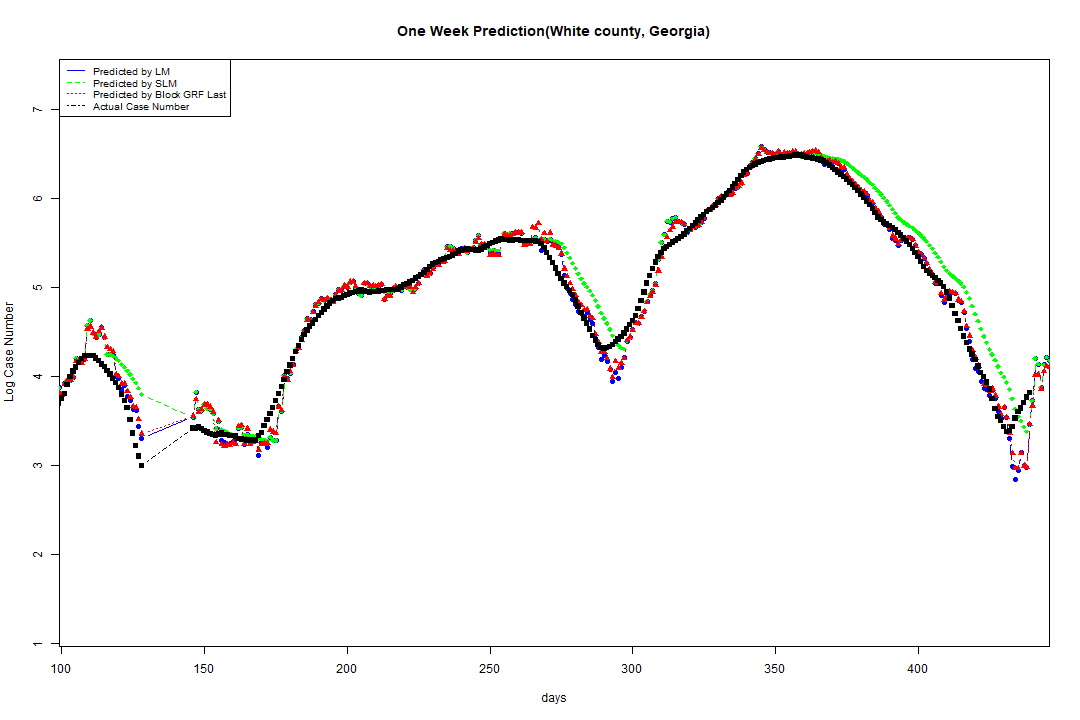 One Week Prediction(White county, Georgia)
Predicted by LM
Predicted by SLM
Predicted by Block GRF Last
Actual Case Number
Log Case Number
7
6
5
4
3
2
1
100 150 200 250 300 350 400
days